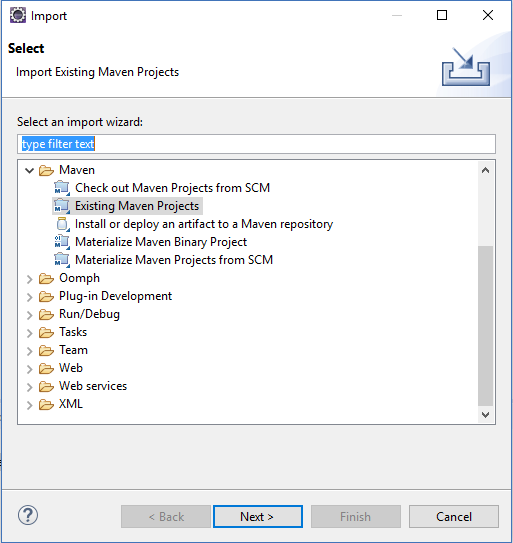 Import
Select
Import Existing Maven Projects
Select an import wizard:
type filter text
Maven
Check out Maven Projects from SCM
Existing Maven Projects
Install or deploy an artifact to a Maven repository
Materialize Maven Binary Project
Materialize Maven Projects from SCM
Oomph
Plug-in Development
Run/Debug
Tasks
Team
Web
Web services
XML
? < Back Next > Finish Cancel